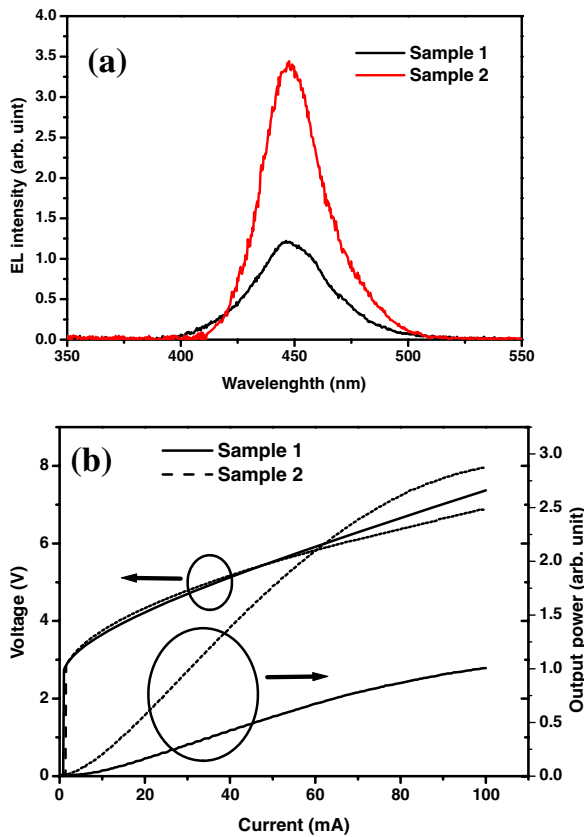 4.0
3.5
3.0
2.5
2.0
1.5
1.0
0.5
0.0
EL intensity (arb. uint)
(a)
Sample 1
Sample 2
350 400 450 500 550
Wavelenghth (nm)
(b)
Sample 1
Sample 2
8
6
4
2
0
Voltage (V)
3.0
2.5
2.0
1.5
1.0
0.5
0.0
Output power (arb. unit)
0 20 40 60 80 100
Current (mA)